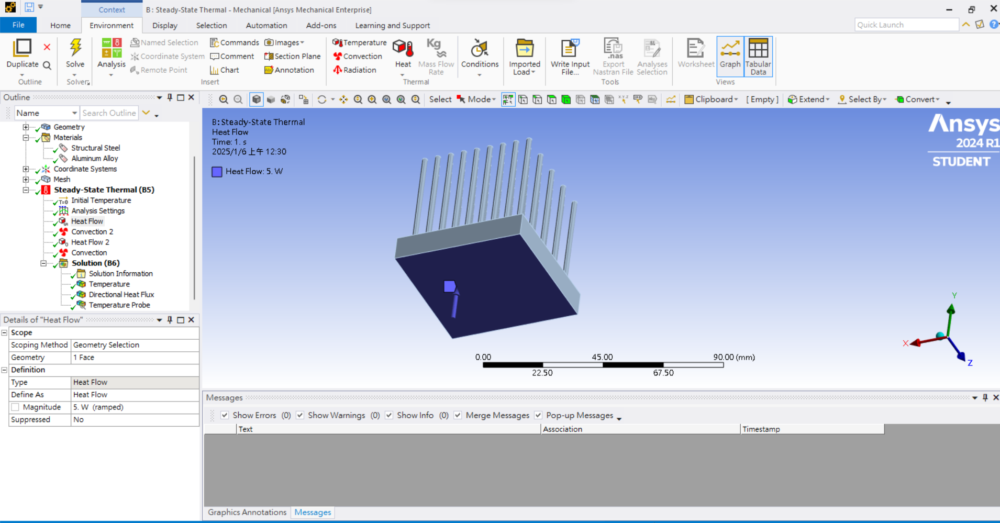 Context
B : Steady-State Thermal - Mechanical [Ansys Mechanical Enterprise]
File
Home
Environment
Display
Selection
Automation
Add-ons
Learning and Support
Quick Launch
Duplicate
Outline
Solve
Solver
Analysis
Named Selection
Coordinate System
Remote Point
Commands
Comment
Chart
Images
Section Plane
Annotation
Insert
Temperature
Convection
Radiation
Heat
Kg
Mass Flow
Rate
Thermal
Conditions
Imported
Load
Write Input
File...
.nas
Export
Nastran File
Analyses
Selection
Tools
Worksheet
Graph
Tabular
Data
Views
Outline
Name
Search Outline
Geometry
Materials
Structural Steel
Aluminum Alloy
Coordinate Systems
Mesh
Steady-State Thermal (B5)
T=0 Initial Temperature
Analysis Settings
Heat Flow
Convection 2
Heat Flow 2
Convection
Solution (B6)
Solution Information
Temperature
Directional Heat Flux
Temperature Probe
Details of "Heat Flow"
Scope
Scoping Method Geometry Selection
Geometry 1 Face
Definition
Type Heat Flow
Define As Heat Flow
Magnitude 5. W (ramped)
Suppressed No
Select Mode Clipboard [ Empty ] Extend Select By Convert
B: Steady-State Thermal
Heat Flow
Time: 1. s
2025/1/6 上午 12:30
Heat Flow: 5. W
Ansys
2024 R1
STUDENT
0.00 45.00 90.00 (mm)
22.50 67.50
Y
X
Z
Messages
Show Errors (0) Show Warnings (0) Show Info (0) Merge Messages Pop-up Messages
Text Association Timestamp
Graphics Annotations Messages